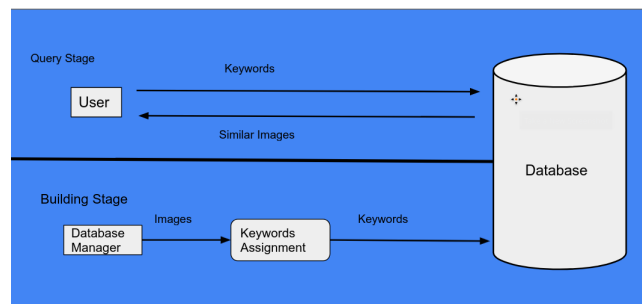 Query Stage
Keywords
User
Similar Images
Database
Building Stage
Images
Keywords
Database
Manager
Keywords
Assignment